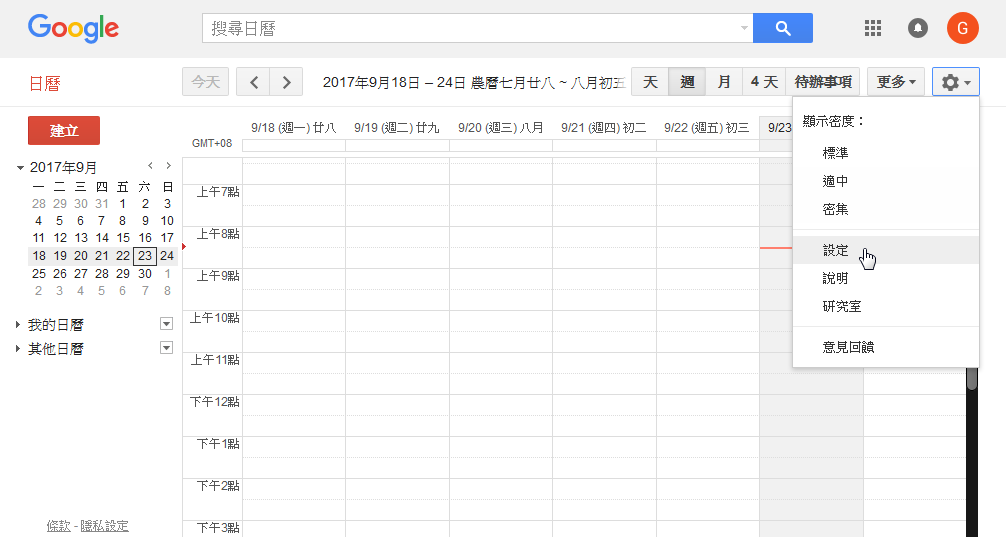 Google
搜尋日曆
G
日曆
今天
2017年9月18日 – 24日 農曆七月廿八 ~ 八月初五
天 週 月 4 天 待辦事項
更多
建立
2017年9月
一 二 三 四 五 六 日
28 29 30 31 1 2 3
4 5 6 7 8 9 10
11 12 13 14 15 16 17
18 19 20 21 22 23 24
25 26 27 28 29 30 1
2 3 4 5 6 7 8
我的日曆
其他日曆
條款 - 隱私設定
9/18 (週一) 廿八 9/19 (週二) 廿九 9/20 (週三) 八月 9/21 (週四) 初二 9/22 (週五) 初三 9/23
GMT+08
上午7點
上午8點
上午9點
上午10點
上午11點
下午12點
下午1點
下午2點
下午3點
顯示密度：
標準
適中
密集
設定
說明
研究室
意見回饋